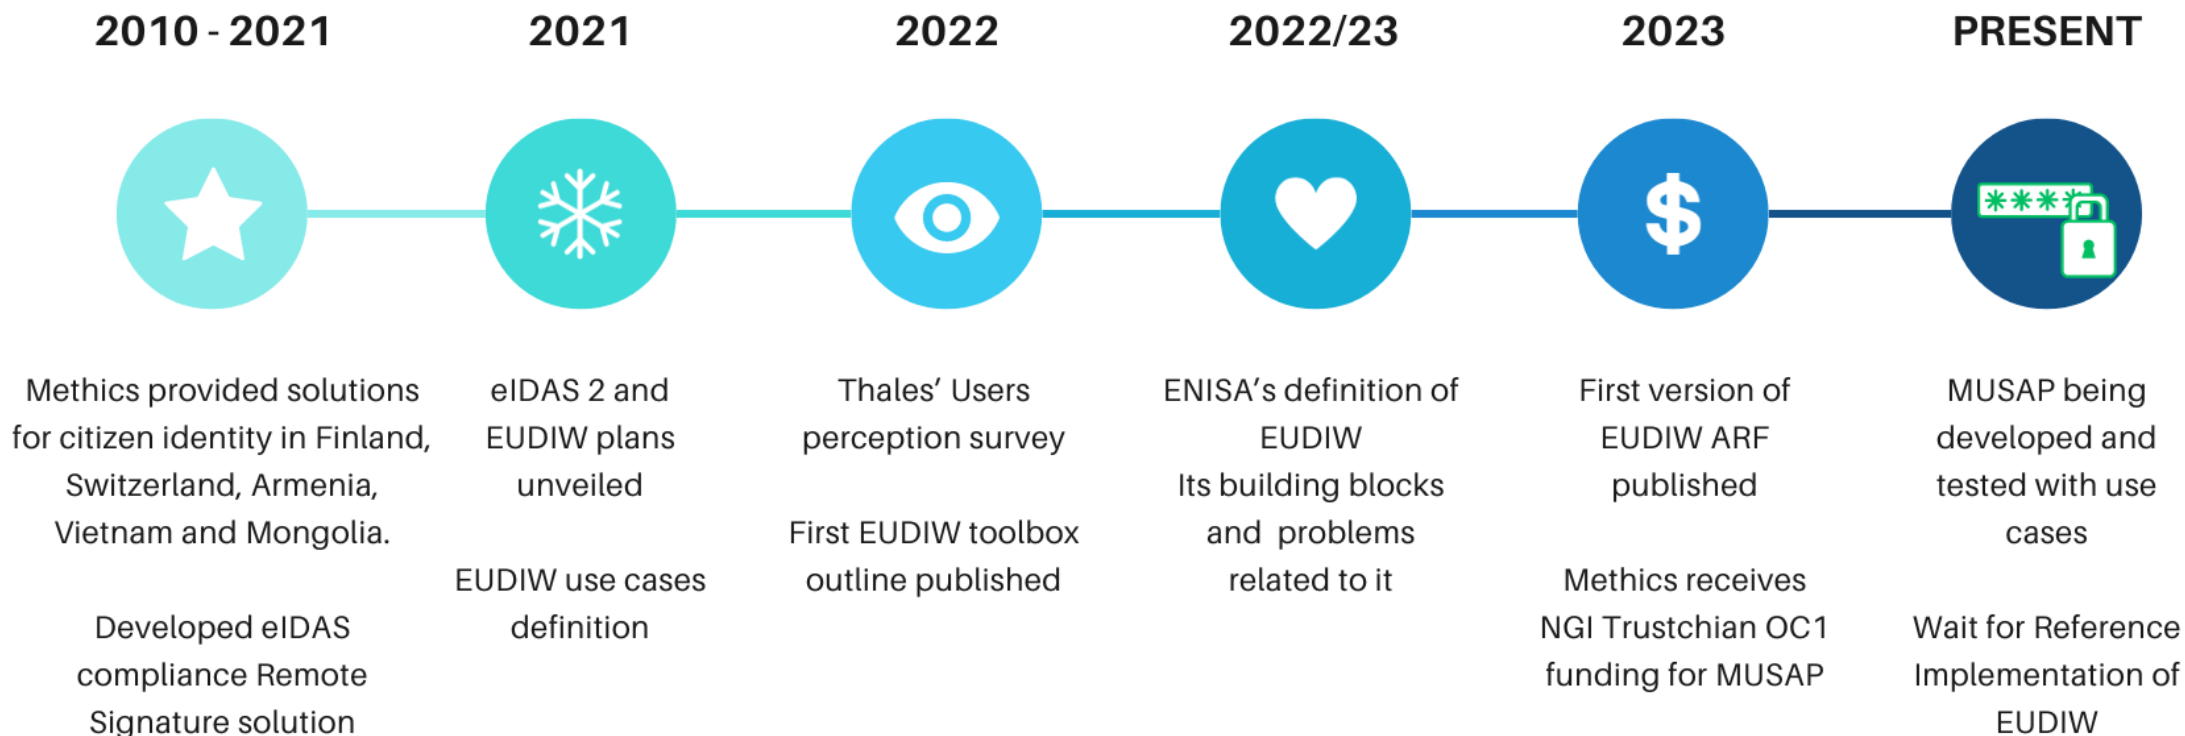 2010 - 2021
2021
2022
2022/23
2023
PRESENT
Methics provided solutions
for citizen identity in Finland,
Switzerland, Armenia,
Vietnam and Mongolia.
Developed eIDAS
compliance Remote
Signature solution
eIDAS 2 and
EUDIW plans
unveiled
EUDIW use cases
definition
Thales’ Users
perception survey
First EUDIW toolbox
outline published
ENISA’s definition of
EUDIW
Its building blocks
and problems
related to it
First version of
EUDIW ARF
published
Methics receives
NGI Trustchian OC1
funding for MUSAP
MUSAP being
developed and
tested with use
cases
Wait for Reference
Implementation of
EUDIW